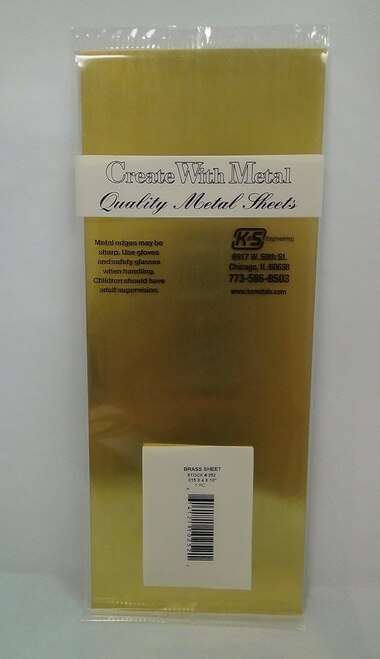 Create With Metal
Quality Metal Sheets
Metal edges may be
sharp. Use gloves
and safety glasses
when handling.
Children should have
adult supervision.
K&S Engineering
6917 W. 59th St.
Chicago, IL 60638
773-586-8503
www.ksmetals.com
BRASS SHEET
STOCK # 252
.015 X 4 X 10"
1 PC